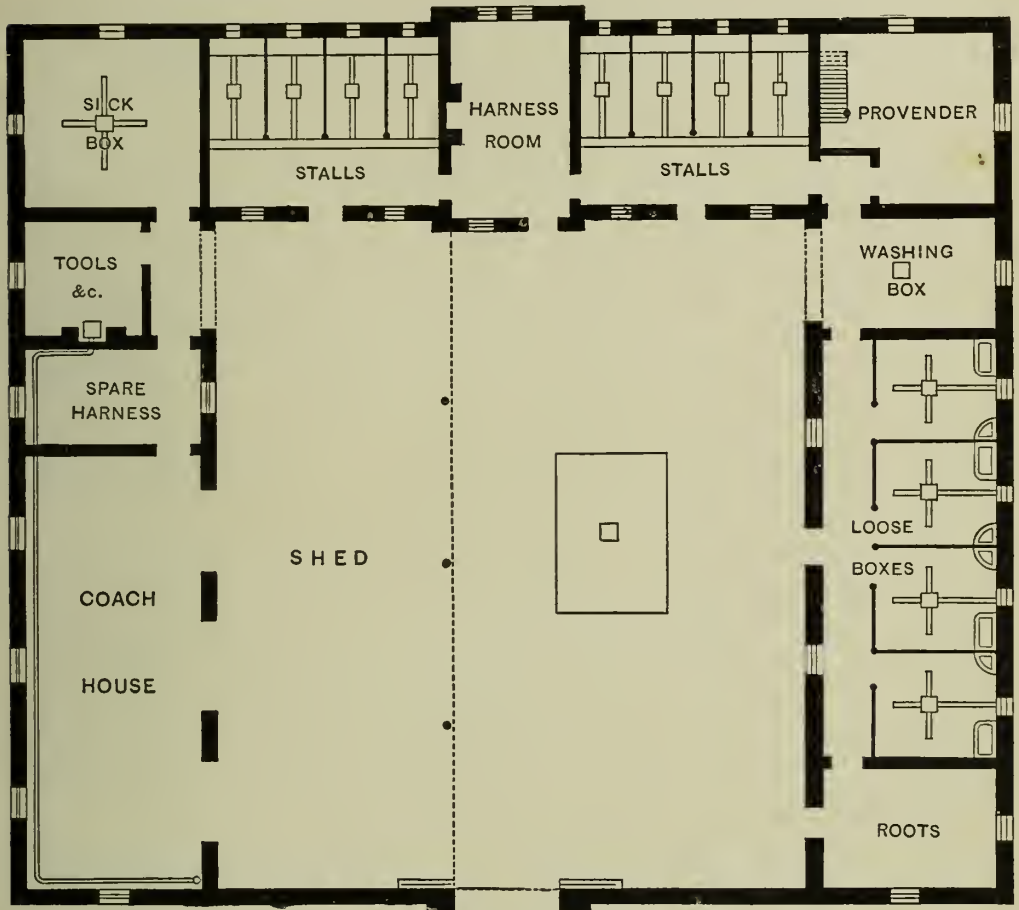 SICK
BOX
STALLS
HARNESS
ROOM
STALLS
PROVENDER
TOOLS
&c.
WASHING
BOX
SPARE
HARNESS
SHED
LOOSE
BOXES
COACH
HOUSE
ROOTS